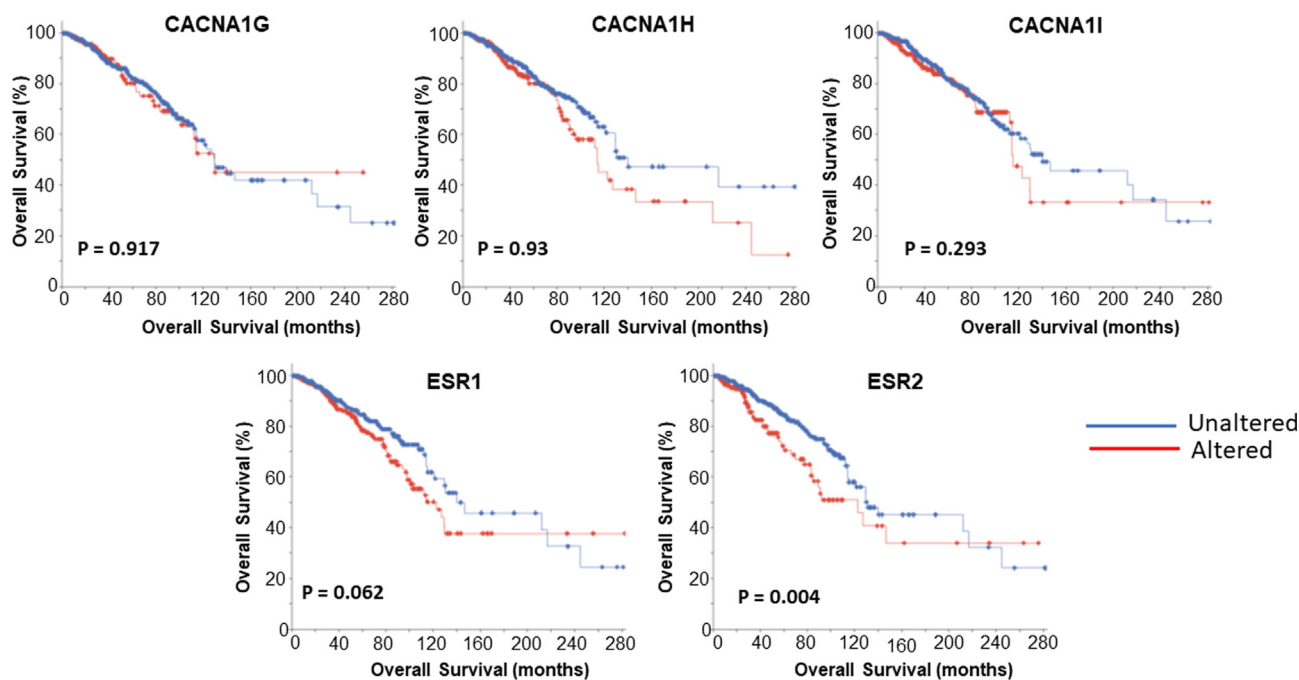 CACNA1G
100
80
60
40
20
0
Overall Survival (%)
P = 0.917
0 40 80 120 160 200 240 280
Overall Survival (months)
CACNA1H
100
80
60
40
20
0
Overall Survival (%)
P = 0.93
0 40 80 120 160 200 240 280
Overall Survival (months)
CACNA1I
100
80
60
40
20
0
Overall Survival (%)
P = 0.293
0 40 80 120 160 240 280
Overall Survival (months)
ESR1
100
80
60
40
20
0
Overall Survival (%)
P = 0.062
0 40 80 120 160 200 240 280
Overall Survival (months)
ESR2
100
80
60
40
20
0
Overall Survival (%)
P = 0.004
0 40 80 120 160 200 240 280
Overall Survival (months)
Unaltered
Altered